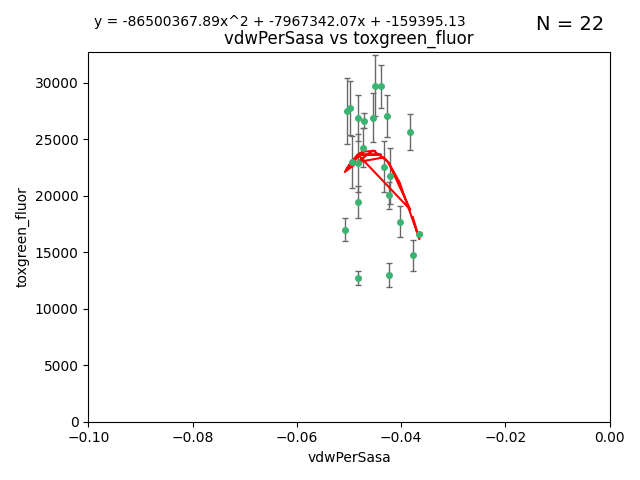 y = -86500367.89x^2 + -7967342.07x + -159395.13
N = 22
vdwPerSasa vs toxgreen_fluor
30000
25000
20000
15000
10000
5000
0
toxgreen_fluor
−0.10
−0.08
−0.06
−0.04
−0.02
0.00
vdwPerSasa